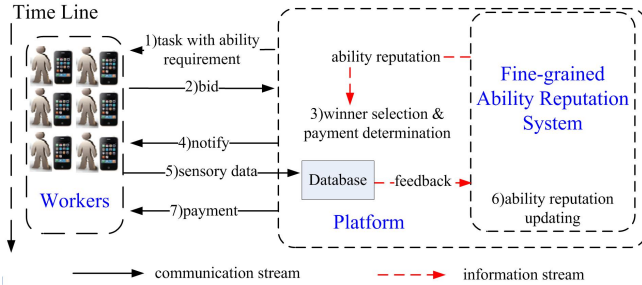 Time Line
1)task with ability
requirement
2)bid
4)notify
5)sensory data
7)payment
Workers
ability reputation
3)winner selection &
payment determination
Database
feedback
Platform
Fine-grained
Ability Reputation
System
6)ability reputation
updating
communication stream
information stream